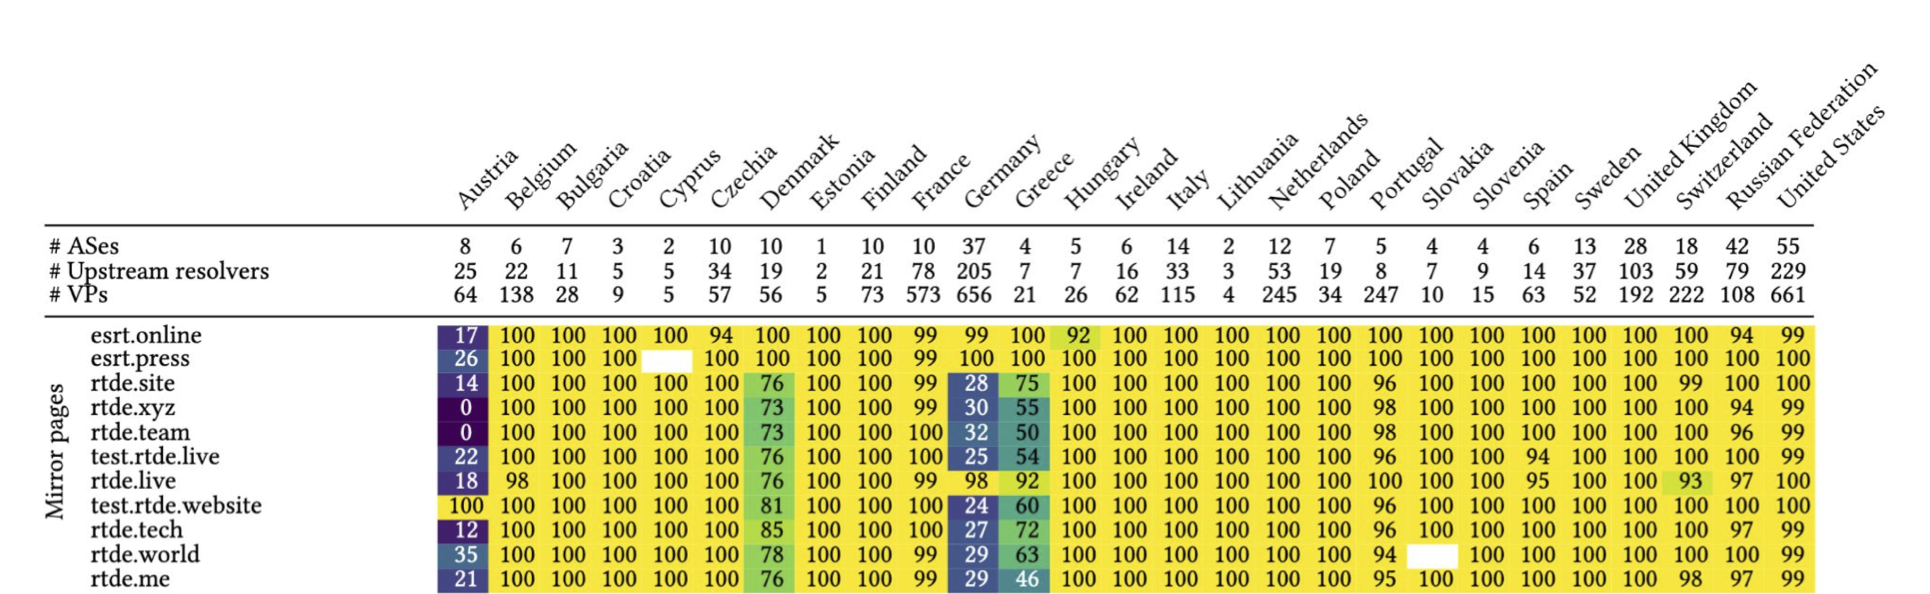 Austria
Belgium
Bulgaria
Croatia
Cyprus
Czechia
Denmark
Estonia
Finland
France
Germany
Greece
Hungary
Ireland
Italy
Lithuania
Netherlands
Poland
Portugal
Slovakia
Slovenia
Spain
Sweden
United Kingdom
Switzerland
Russian Federation
United States
# ASes 8 6 7 3 2 10 10 1 10 10 37 4 5 6 14 2 12 7 5 4 4 6 13 28 18 42 55
# Upstream resolvers 25 22 11 5 5 34 19 2 21 78 205 7 7 16 33 3 53 19 8 7 9 14 37 103 59 79 229
# VPs 64 138 28 9 5 57 56 5 73 573 656 21 26 62 115 4 245 34 247 10 15 63 52 192 222 108 661
Mirror pages
esrt.online 17 100 100 100 100 94 100 100 100 99 99 100 92 100 100 100 100 100 100 100 100 100 100 100 100 94 99
esrt.press 26 100 100 100 100 100 100 100 99 100 100 100 100 100 100 100 100 100 100 100 100 100 100 100 100 100
rtde.site 14 100 100 100 100 100 76 100 100 99 28 75 100 100 100 100 100 100 96 100 100 100 100 100 99 100 100
rtde.xyz 0 100 100 100 100 100 73 100 100 99 30 55 100 100 100 100 100 100 98 100 100 100 100 100 100 94 99
rtde.team 0 100 100 100 100 100 73 100 100 100 32 50 100 100 100 100 100 100 98 100 100 100 100 100 100 96 99
test.rtde.live 22 100 100 100 100 100 76 100 100 100 25 54 100 100 100 100 100 100 96 100 100 94 100 100 100 100 99
rtde.live 18 98 100 100 100 100 76 100 100 99 98 92 100 100 100 100 100 100 100 100 100 95 100 100 93 97 100
test.rtde.website 100 100 100 100 100 100 81 100 100 100 24 60 100 100 100 100 100 100 96 100 100 100 100 100 100 100 100
rtde.tech 12 100 100 100 100 100 85 100 100 100 27 72 100 100 100 100 100 100 96 100 100 100 100 100 100 97 99
rtde.world 35 100 100 100 100 100 78 100 100 99 29 63 100 100 100 100 100 100 94 100 100 100 100 100 100 99
rtde.me 21 100 100 100 100 100 76 100 100 99 29 46 100 100 100 100 100 100 95 100 100 100 100 100 98 97 99